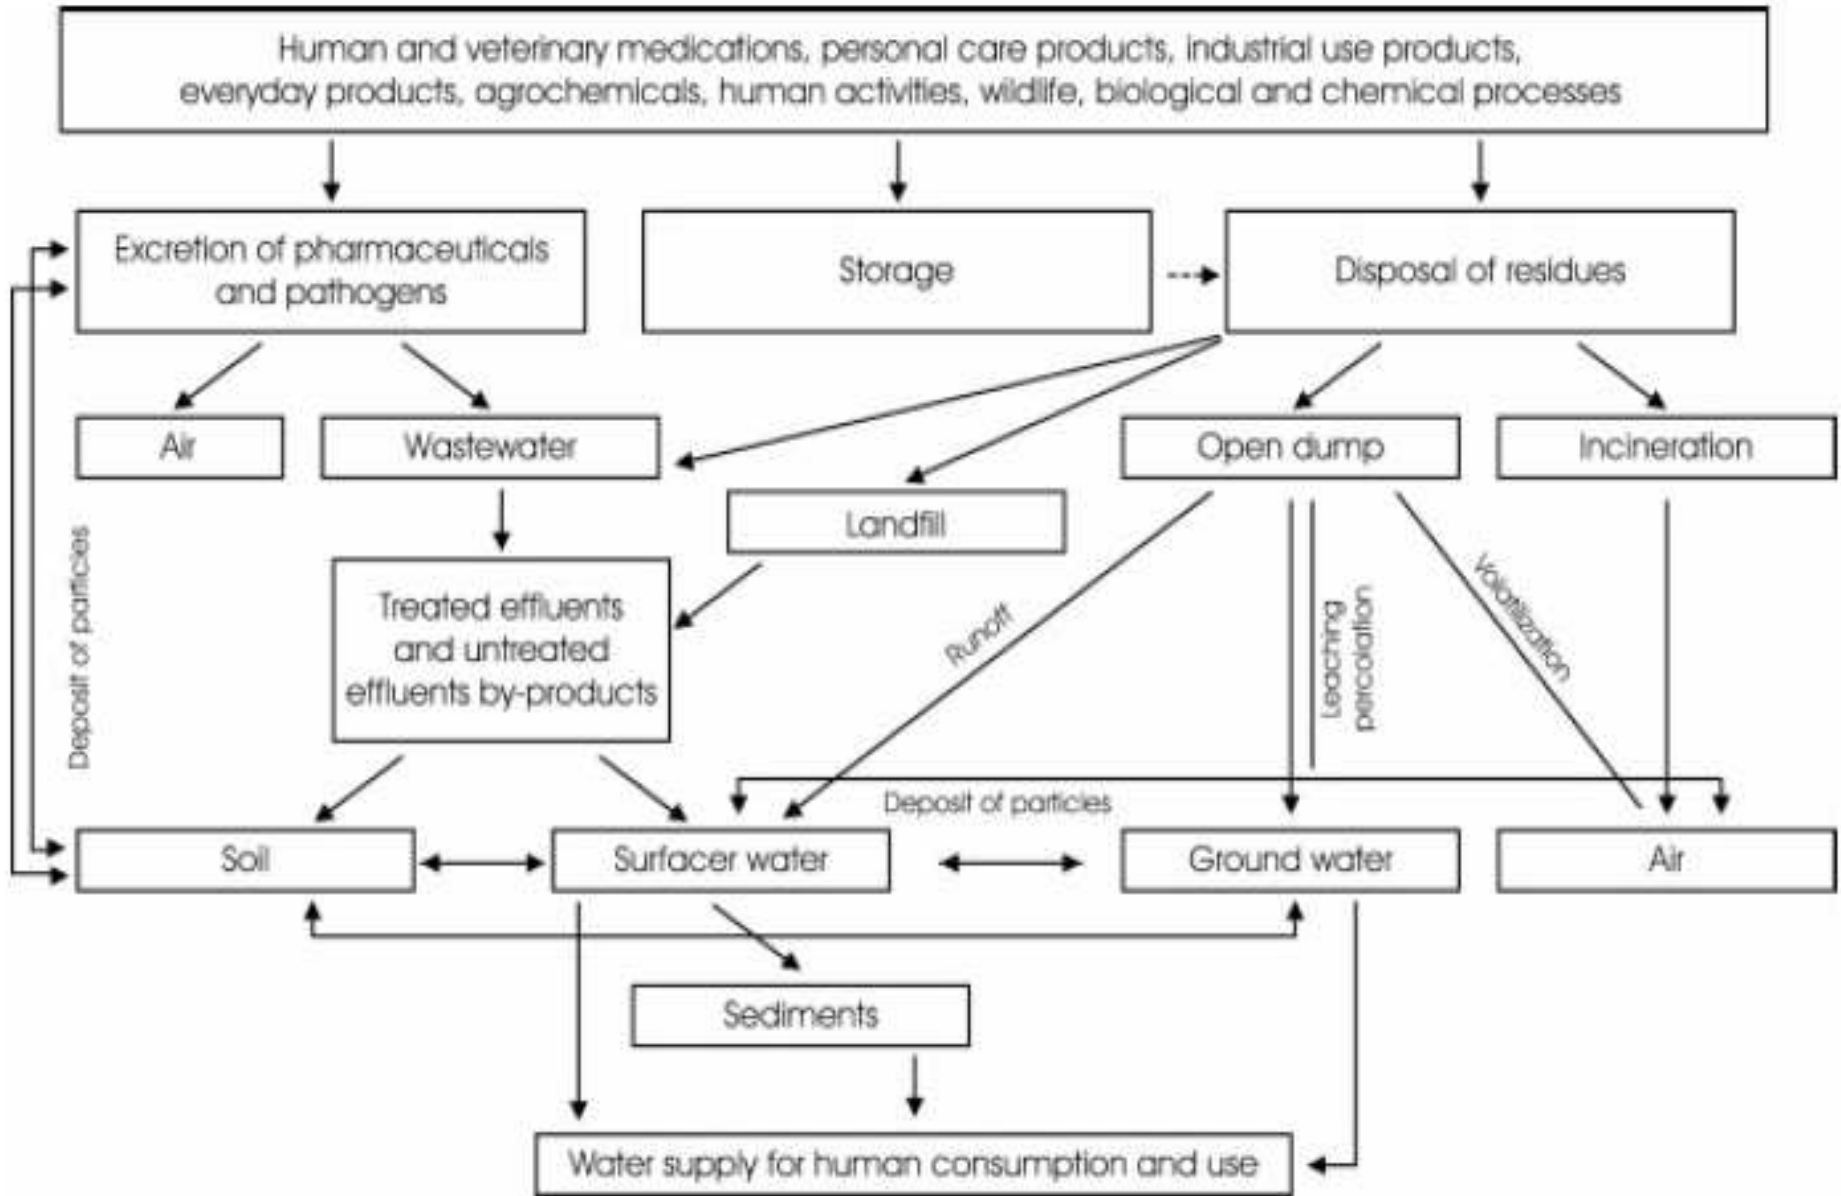 Human and veterinary medications, personal care products, industrial use products,
everyday products, agrochemicals, human activities, wildlife, biological and chemical processes
Excretion of pharmaceuticals
and pathogens
Storage
Disposal of residues
Air
Wastewater
Open dump
Incineration
Landfill
Deposit of particles
Treated effluents
and untreated
effluents by-products
Runoff
Leaching
percolation
Volatilization
Deposit of particles
Soil
Surfacer water
Ground water
Air
Sediments
Water supply for human consumption and use